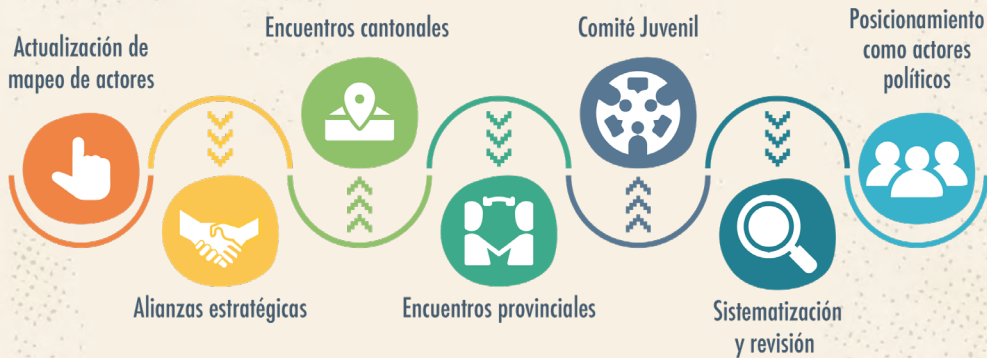 Actualización de
mapeo de actores
Alianzas estratégicas
Encuentros cantonales
Encuentros provinciales
Comité Juvenil
Sistematización
y revisión
Posicionamiento
como actores
políticos